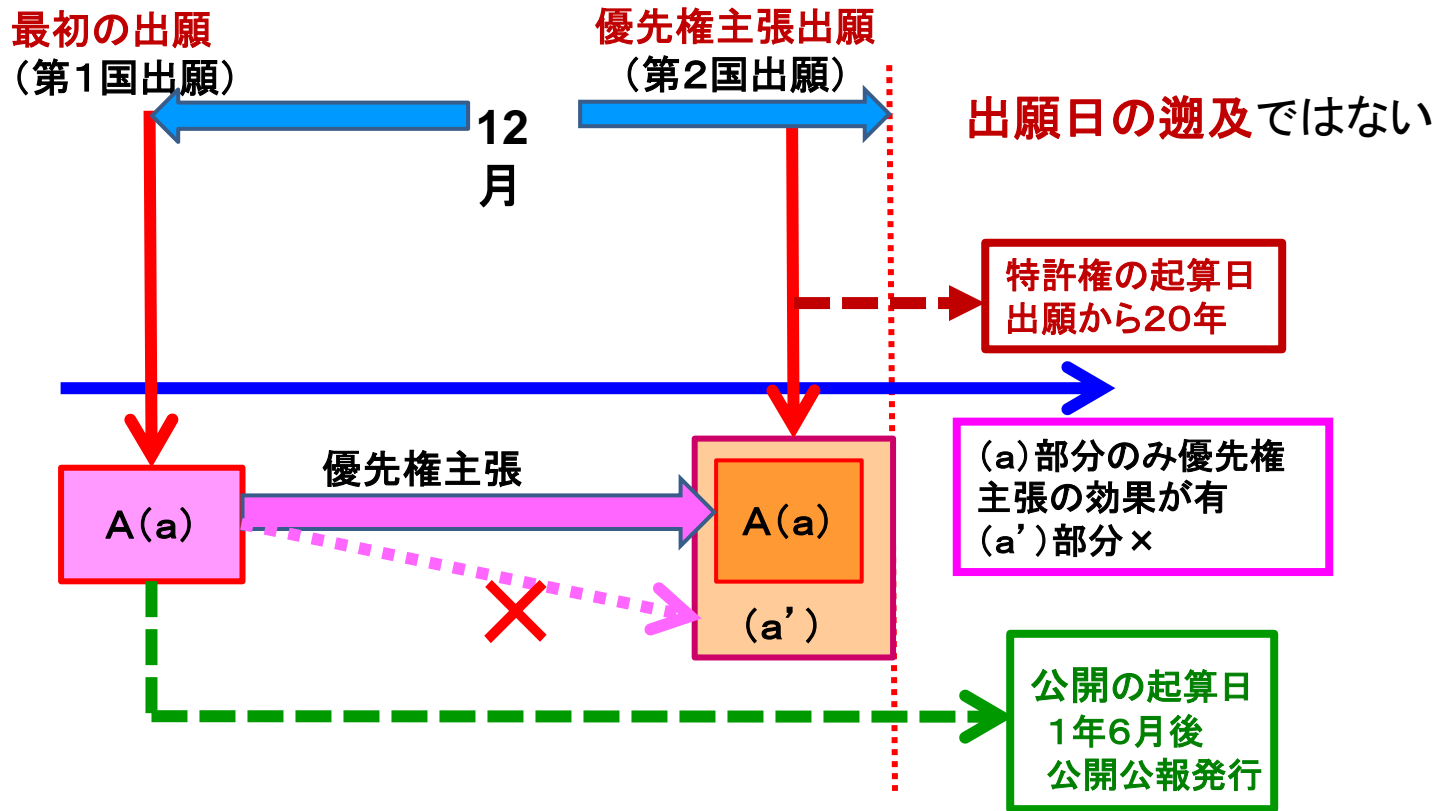 最初の出願
（第１国出願）
優先権主張出願
（第２国出願）
12
月
出願日の遡及ではない
特許権の起算日
出願から２０年
優先権主張
Ａ（ａ）
Ａ（ａ）
（ａ’）
（ａ）部分のみ優先権
主張の効果が有
（ａ’）部分×
公開の起算日
１年６月後
公開公報発行